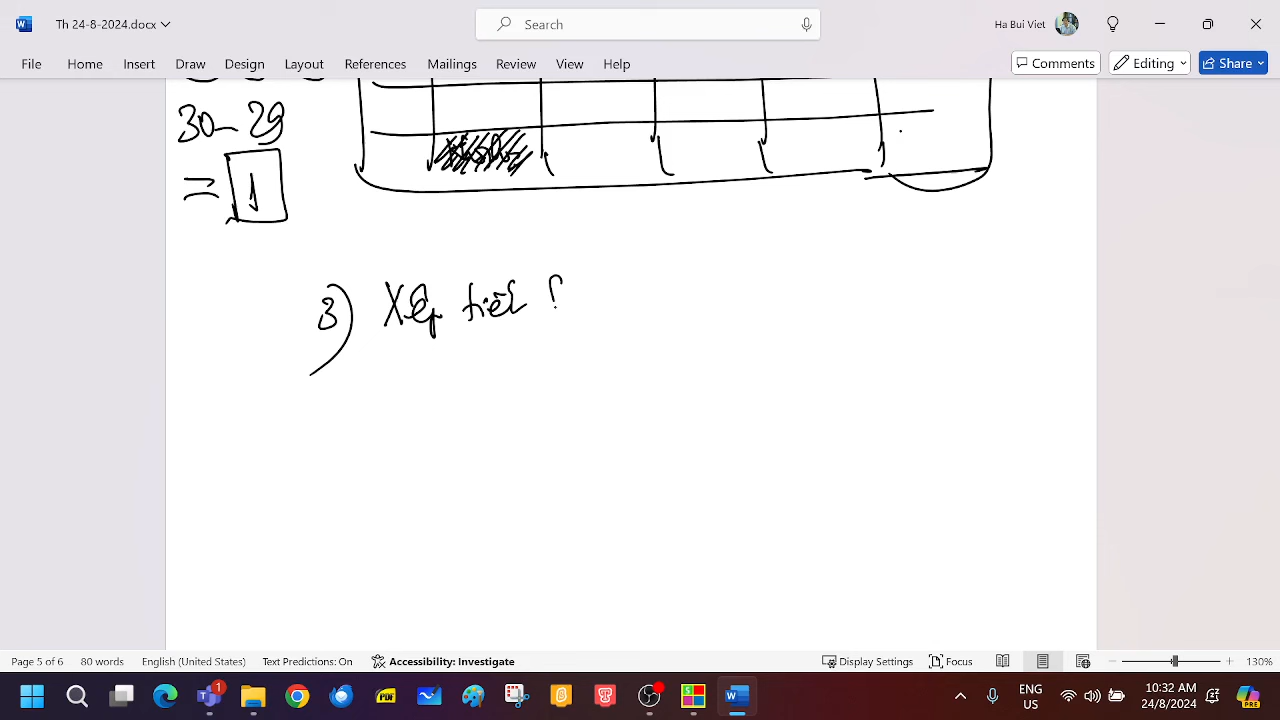 Th 24-8-2024.docx
Search
Ha Bui Viet
File Home Insert Draw Design Layout References Mailings Review View Help
Comments Editing Share
30 - 29
= 1
3) Xếp tiết ?
Page 5 of 6 80 words English (United States) Text Predictions: On Accessibility: Investigate Display Settings Focus 130%
ENG US
10:32 AM
24/8/2024